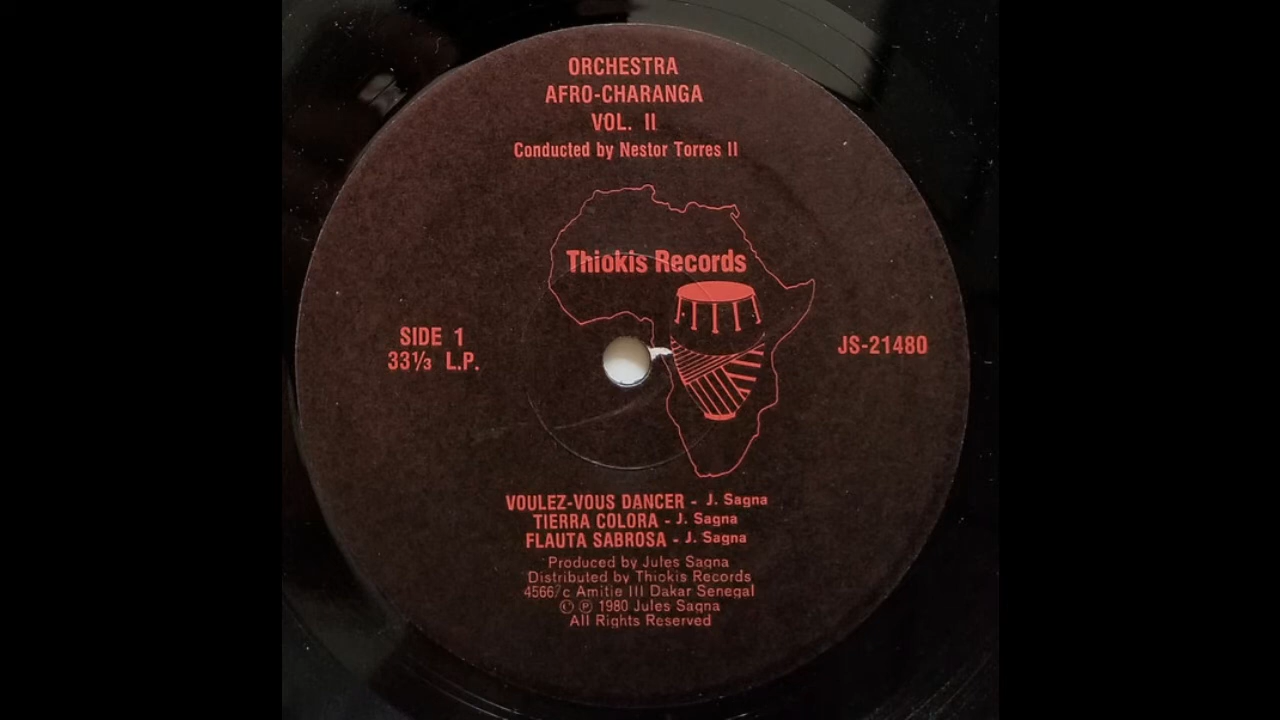 ORCHESTRA
AFRO-CHARANGA
VOL. II
Conducted by Nestor Torres II
Thiokis Records
SIDE 1
33⅓ L.P.
JS-21480
VOULEZ-VOUS DANCER - J. Sagna
TIERRA COLORA - J. Sagna
FLAUTA SABROSA - J. Sagna
Produced by Jules Sagna
Distributed by Thiokis Records
4566/c Amitie III Dakar Senegal
© ℗ 1980 Jules Sagna
All Rights Reserved